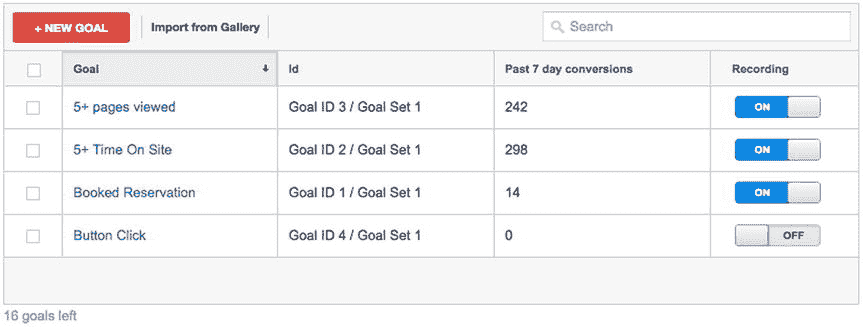 + NEW GOAL Import from Gallery Search
Goal Id Past 7 day conversions Recording
5+ pages viewed Goal ID 3 / Goal Set 1 242 ON
5+ Time On Site Goal ID 2 / Goal Set 1 298 ON
Booked Reservation Goal ID 1 / Goal Set 1 14 ON
Button Click Goal ID 4 / Goal Set 1 0 OFF
16 goals left